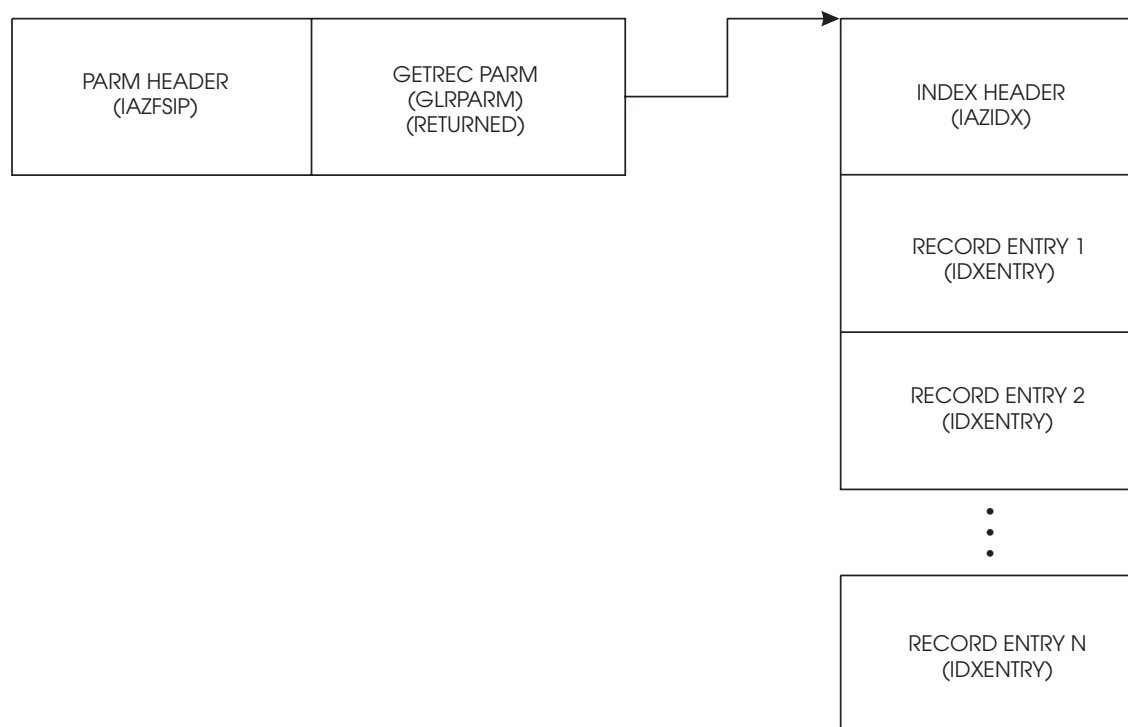 PARM HEADER
(IAZFSIP)
GETREC PARM
(GLRPARM)
(RETURNED)
INDEX HEADER
(IAZIDX)
RECORD ENTRY 1
(IDXENTRY)
RECORD ENTRY 2
(IDXENTRY)
RECORD ENTRY N
(IDXENTRY)